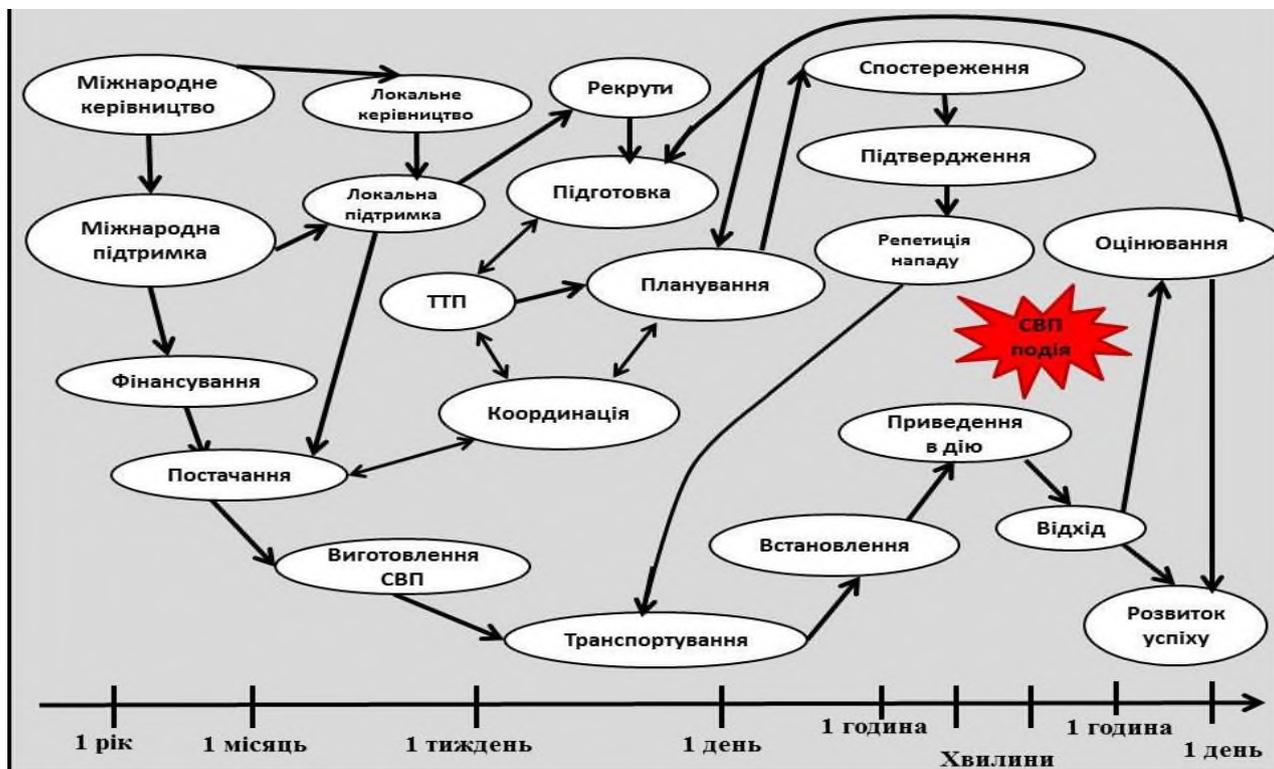 Міжнародне
керівництво
Локальне
керівництво
Рекрути
Спостереження
Підтвердження
Підготовка
Локальна
підтримка
Міжнародна
підтримка
Репетиція
нападу
Оцінювання
Планування
ТТП
СВП
подія
Фінансування
Координація
Приведення
в дію
Постачання
Відхід
Встановлення
Виготовлення
СВП
Транспортування
Розвиток
успіху
1 рік
1 місяць
1 тиждень
1 день
1 година
Хвилини
1 година
1 день